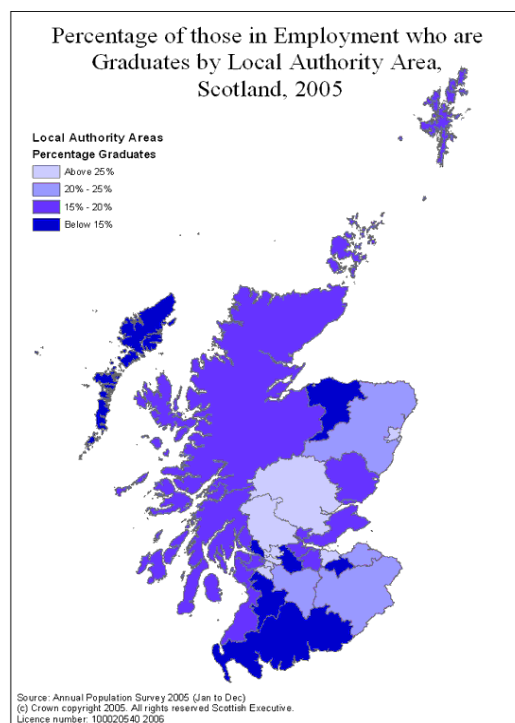 Percentage of those in Employment who are
Graduates by Local Authority Area,
Scotland, 2005
Local Authority Areas
Percentage Graduates
Above 25%
20% - 25%
15% - 20%
Below 15%
Source: Annual Population Survey 2005 (Jan to Dec)
(c) Crown copyright 2005. All rights reserved Scottish Executive.
Licence number: 100020540 2006